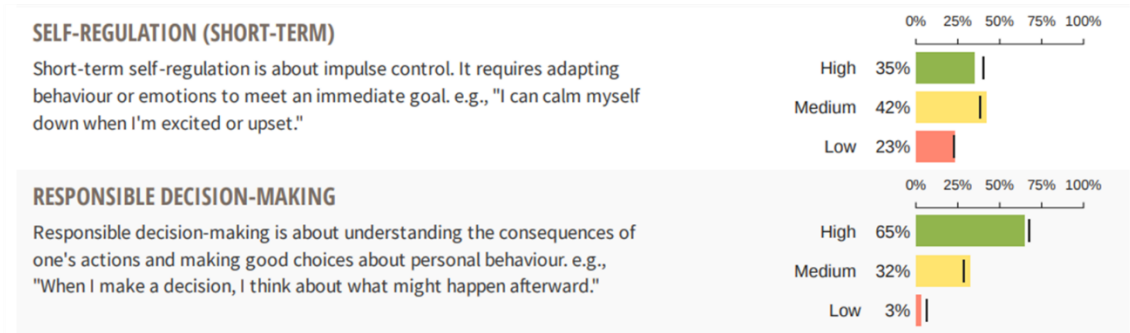 SELF-REGULATION (SHORT-TERM)
Short-term self-regulation is about impulse control. It requires adapting
behaviour or emotions to meet an immediate goal. e.g., "I can calm myself
down when I'm excited or upset."
0% 25% 50% 75% 100%
High 35%
Medium 42%
Low 23%
RESPONSIBLE DECISION-MAKING
Responsible decision-making is about understanding the consequences of
one's actions and making good choices about personal behaviour. e.g.,
"When I make a decision, I think about what might happen afterward."
0% 25% 50% 75% 100%
High 65%
Medium 32%
Low 3%